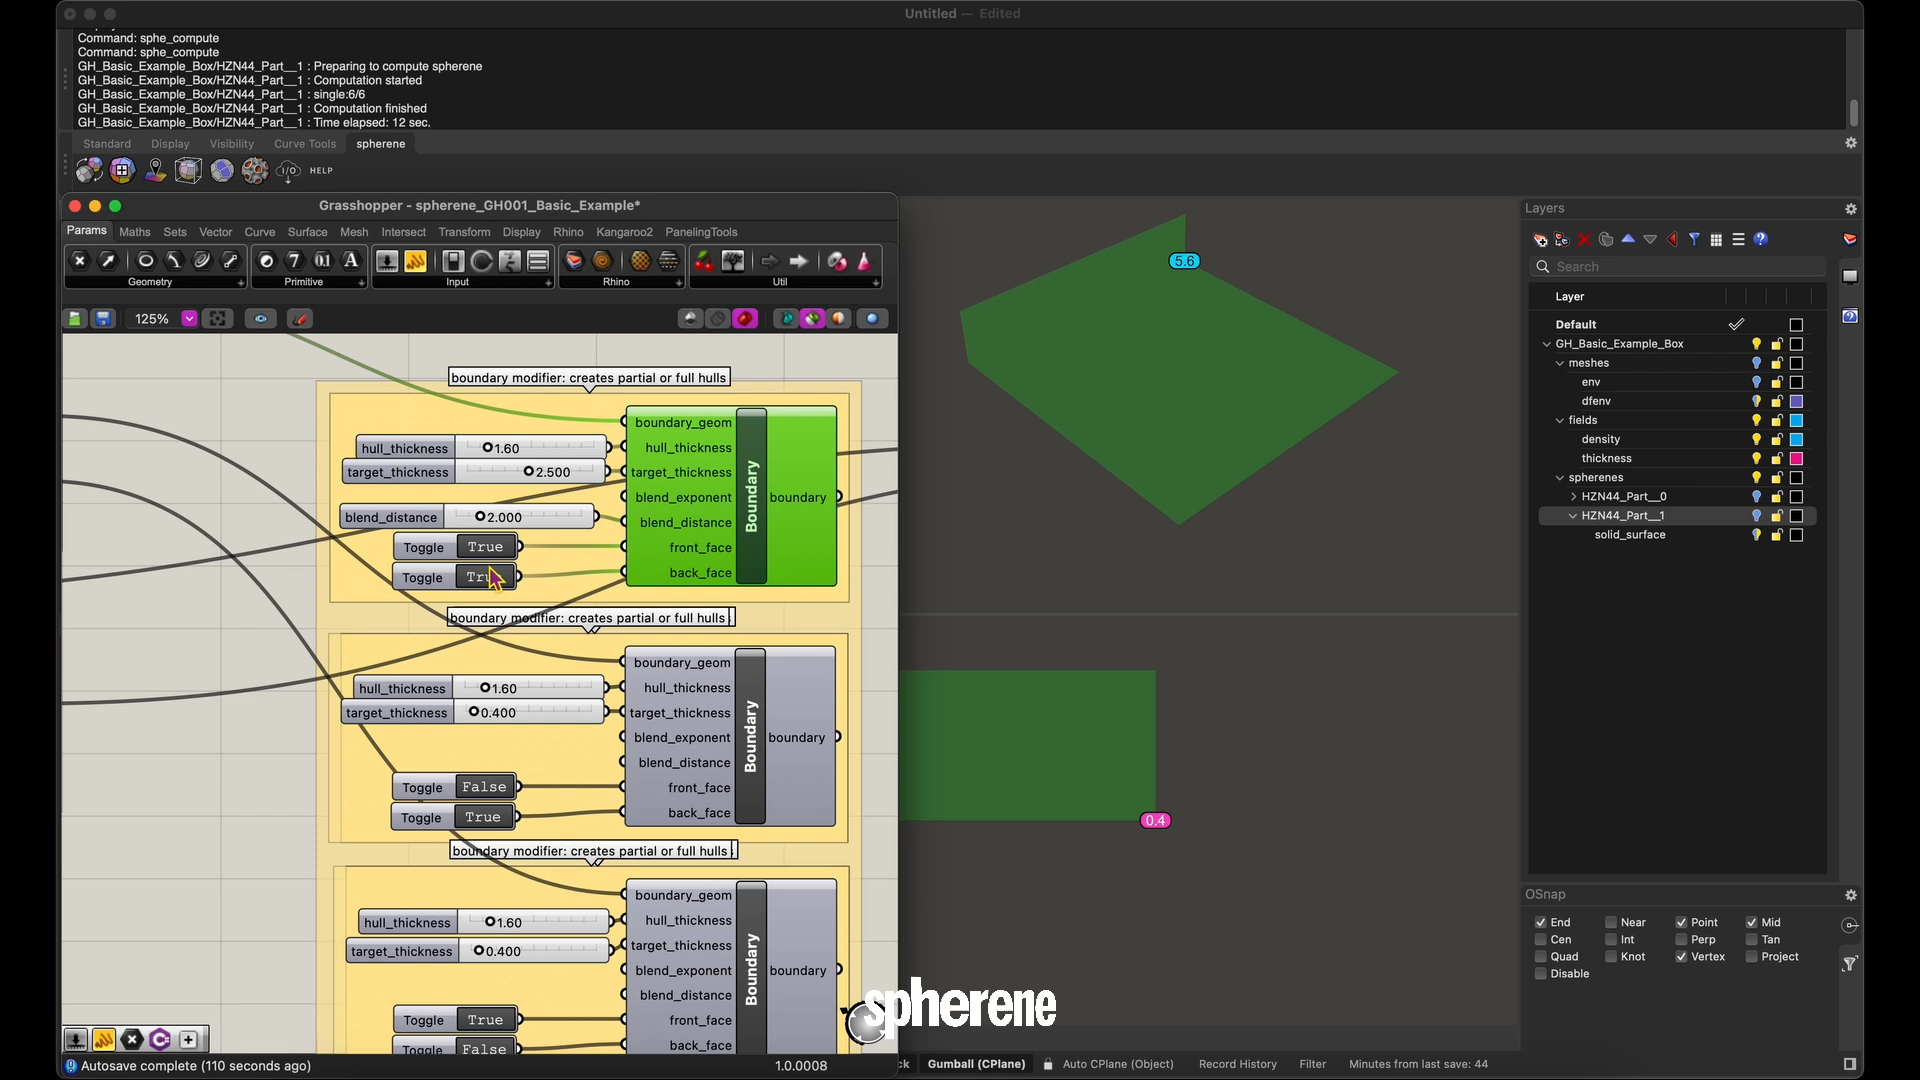 Untitled — Edited
Command: sphe_compute
Command: sphe_compute
GH_Basic_Example_Box/HZN44_Part__1 : Preparing to compute spherene
GH_Basic_Example_Box/HZN44_Part__1 : Computation started
GH_Basic_Example_Box/HZN44_Part__1 : single:6/6
GH_Basic_Example_Box/HZN44_Part__1 : Computation finished
GH_Basic_Example_Box/HZN44_Part__1 : Time elapsed: 12 sec.
Standard Display Visibility Curve Tools spherene
I/O HELP
Grasshopper - spherene_GH001_Basic_Example*
Params Maths Sets Vector Curve Surface Mesh Intersect Transform Display Rhino Kangaroo2 PanelingTools
Geometry Primitive Input Rhino Util
125%
boundary modifier: creates partial or full hulls
boundary_geom
hull_thickness 1.60 hull_thickness
target_thickness 2.500 target_thickness
blend_exponent Boundary boundary
blend_distance 2.000 blend_distance
Toggle True front_face
Toggle True back_face
boundary modifier: creates partial or full hulls
boundary_geom
hull_thickness 1.60 hull_thickness
target_thickness 0.400 target_thickness
blend_exponent Boundary boundary
blend_distance
Toggle False front_face
Toggle True back_face
boundary modifier: creates partial or full hulls
boundary_geom
hull_thickness 1.60 hull_thickness
target_thickness 0.400 target_thickness
blend_exponent Boundary boundary
blend_distance
Toggle True front_face
Toggle False back_face
Autosave complete (110 seconds ago) 1.0.0008
5.6
0.4
spherene
Layers
Search
Layer
Default
GH_Basic_Example_Box
meshes
env
dfenv
fields
density
thickness
spherenes
HZN44_Part__0
HZN44_Part__1
solid_surface
OSnap
End Near Point Mid
Cen Int Perp Tan
Quad Knot Vertex Project
Disable
ck Gumball (CPlane) Auto CPlane (Object) Record History Filter Minutes from last save: 44